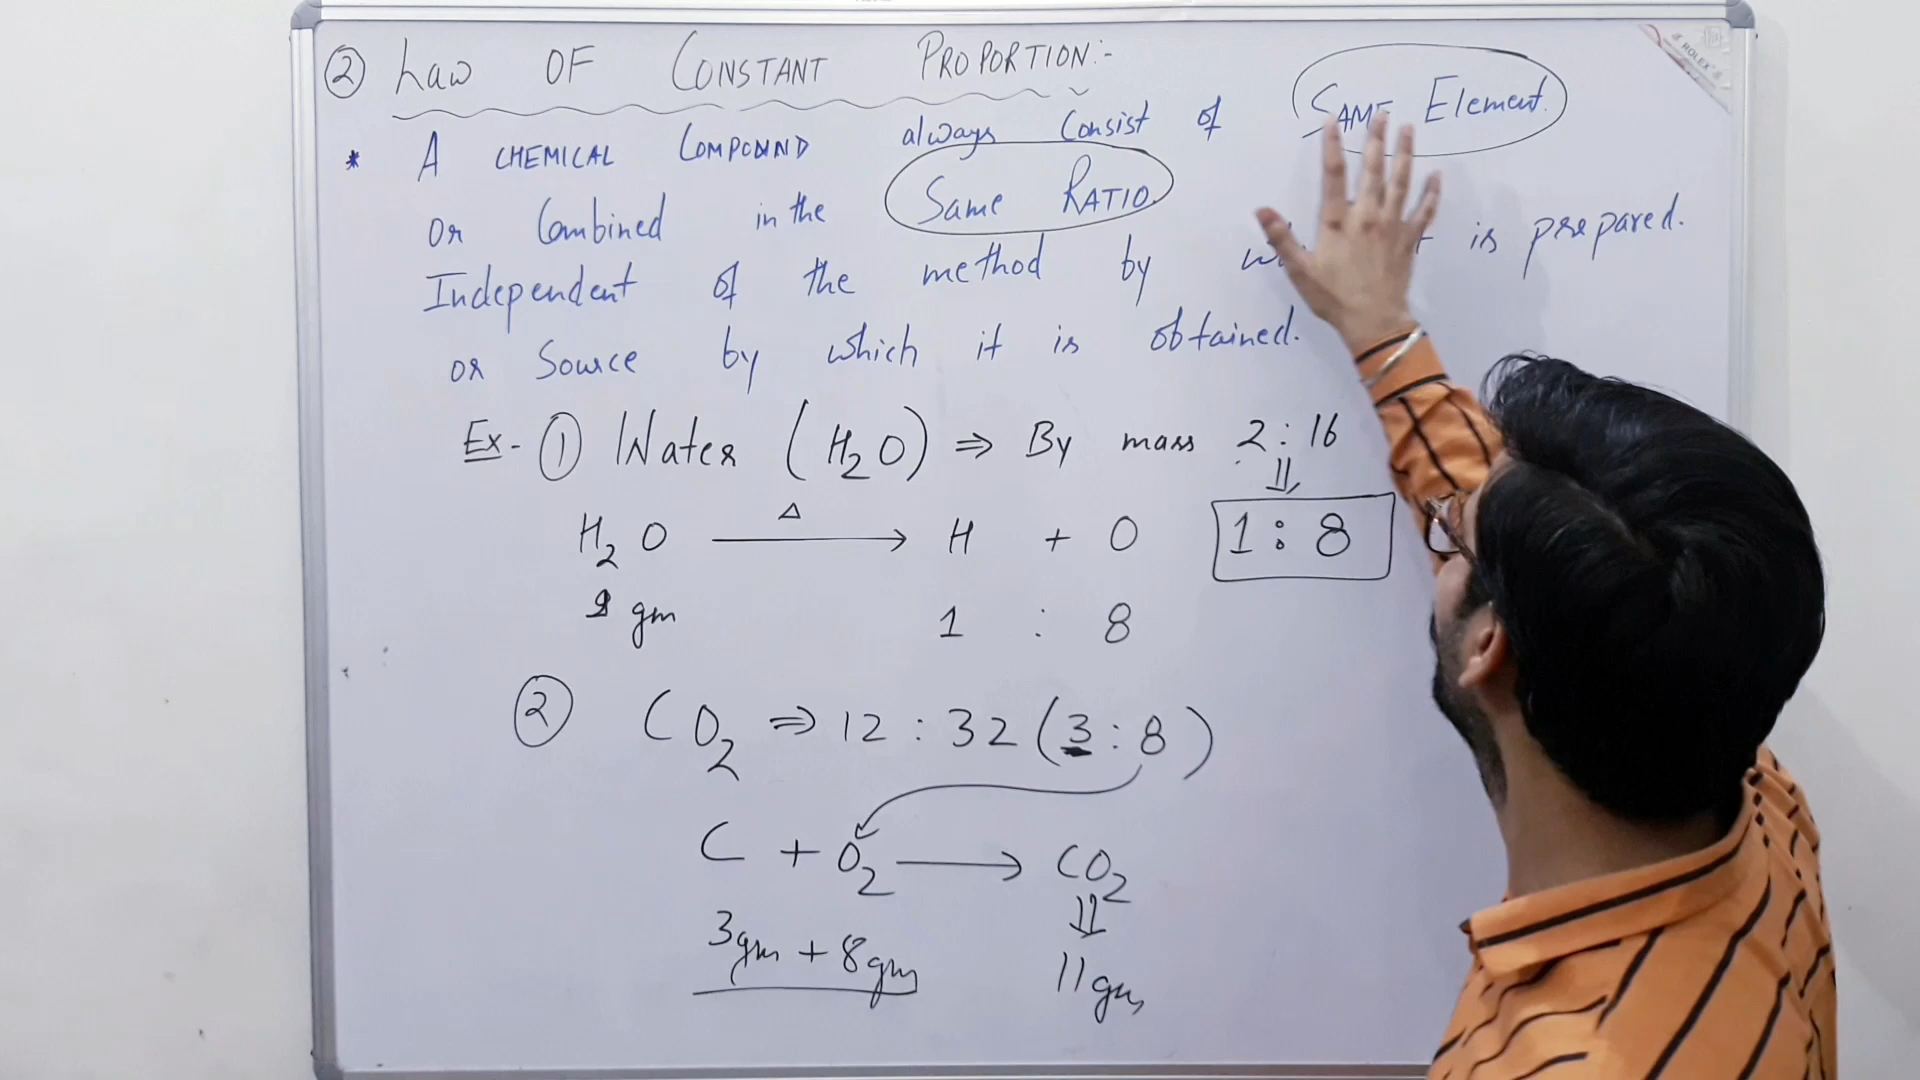 ② Law OF CONSTANT PROPORTION:-
* A CHEMICAL COMPOUND always Consist of SAME Element.
or Combined in the Same RATIO.
Independent of the method by is prepared.
or Source by which it is obtained.
Ex- ① Water (H₂O) ⇒ By mass 2:16
⇓
H₂O —Δ→ H + O 1:8
gm 1 : 8
② CO₂ ⇒ 12 : 32 (3:8)
C + O₂ → CO₂
⇓
3gm + 8gm 11gm
ROLEX